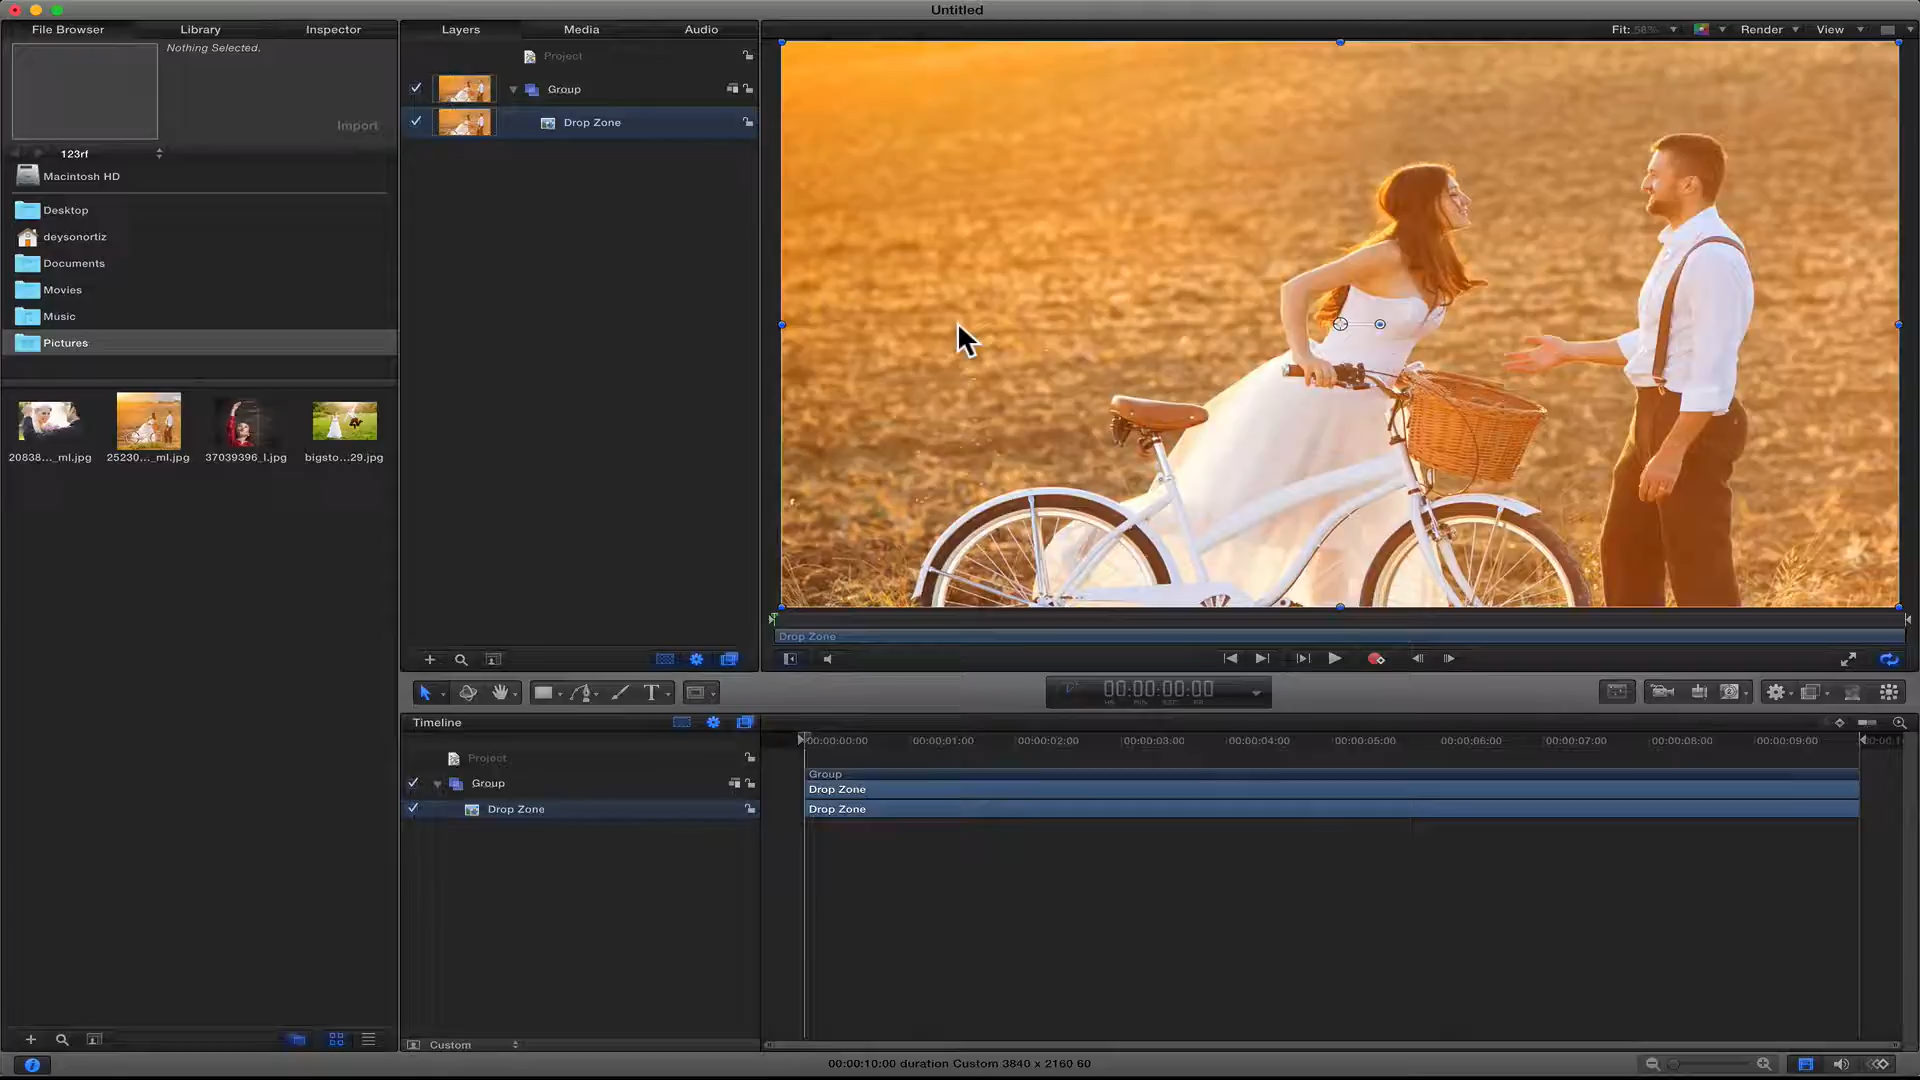 Untitled
File Browser
Library
Inspector
Layers
Media
Audio
Fit: 58%
Render
View
Nothing Selected.
Import
Project
Group
Drop Zone
123rf
Macintosh HD
Desktop
deysonortiz
Documents
Movies
Music
Pictures
20838..._ml.jpg
25230..._ml.jpg
37039396_l.jpg
bigsto...29.jpg
Drop Zone
00:00:00:00
Timeline
00:00:00:00
00:00:01:00
00:00:02:00
00:00:03:00
00:00:04:00
00:00:05:00
00:00:06:00
00:00:07:00
00:00:08:00
00:00:09:00
Project
Group
Drop Zone
Group
Drop Zone
Drop Zone
Custom
00:00:10:00 duration Custom 3840 x 2160 60